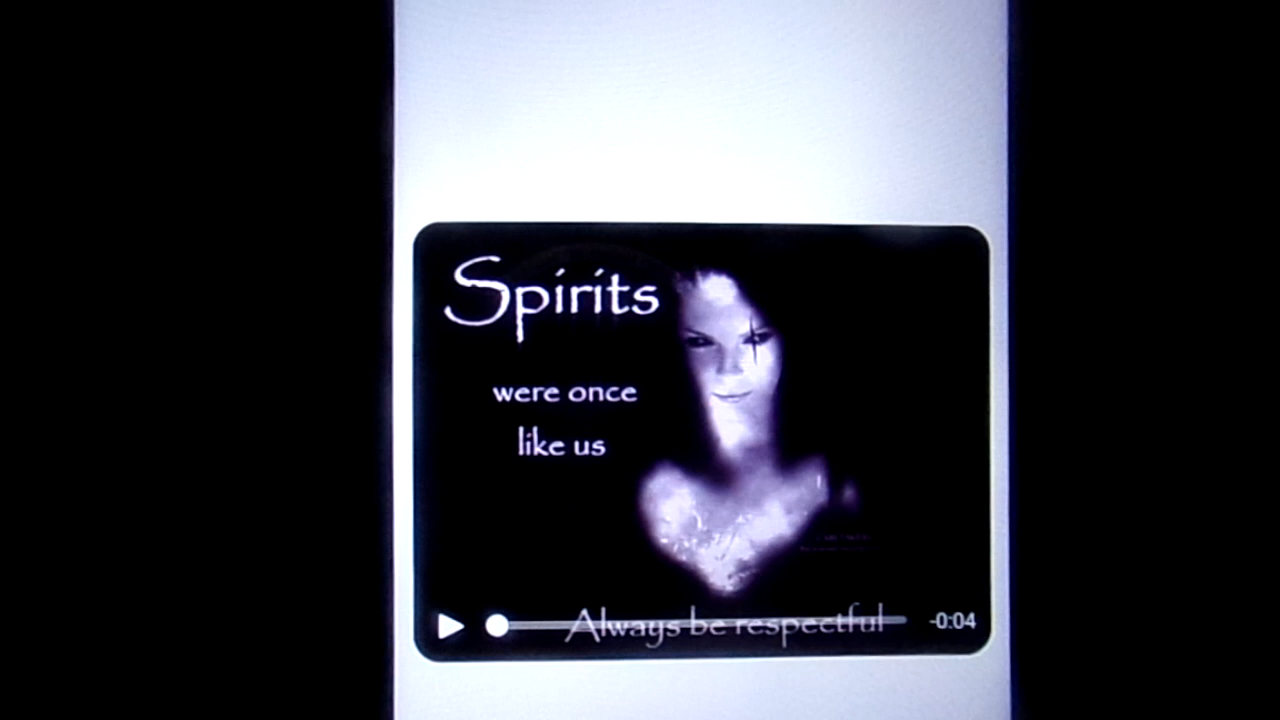 Spirits
were once
like us
Always be respectful
-0:04